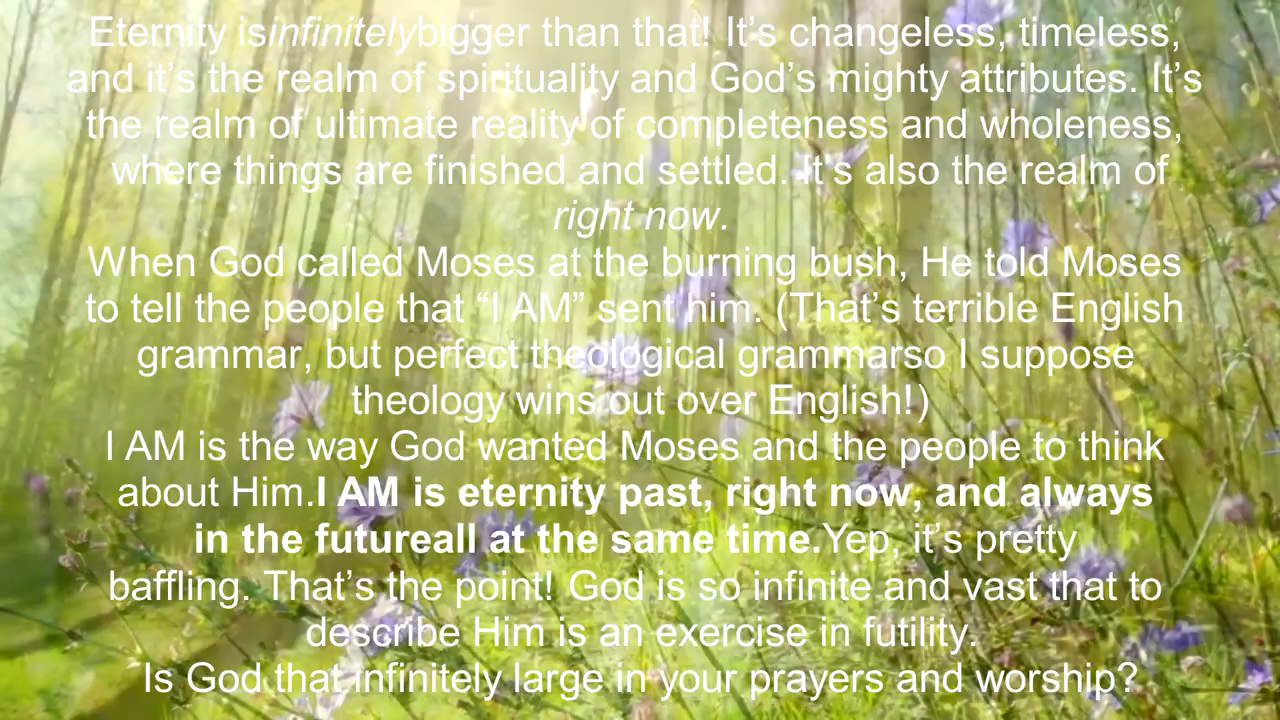 Eternity isinfinitelybigger than that! It’s changeless, timeless,
and it’s the realm of spirituality and God’s mighty attributes. It’s
the realm of ultimate reality of completeness and wholeness,
where things are finished and settled. It’s also the realm of
right now.
When God called Moses at the burning bush, He told Moses
to tell the people that “I AM” sent him. (That’s terrible English
grammar, but perfect theological grammarso I suppose
theology wins out over English!)
I AM is the way God wanted Moses and the people to think
about Him.I AM is eternity past, right now, and always
in the futureall at the same time.Yep, it’s pretty
baffling. That’s the point! God is so infinite and vast that to
describe Him is an exercise in futility.
Is God that infinitely large in your prayers and worship?